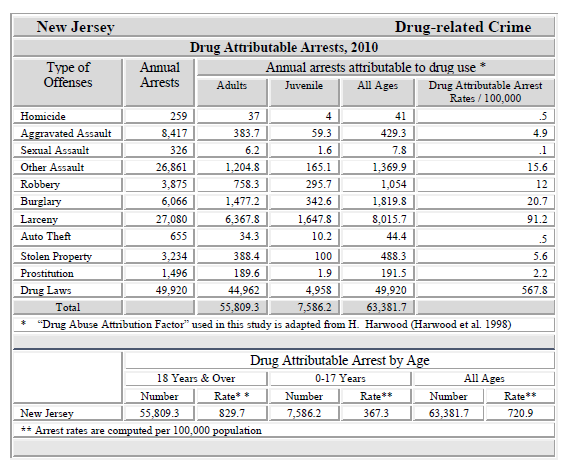 New Jersey Drug-related Crime
Drug Attributable Arrests, 2010
Type of Offenses Annual Arrests Annual arrests attributable to drug use *
Adults Juvenile All Ages Drug Attributable Arrest Rates / 100,000
Homicide 259 37 4 41 .5
Aggravated Assault 8,417 383.7 59.3 429.3 4.9
Sexual Assault 326 6.2 1.6 7.8 .1
Other Assault 26,861 1,204.8 165.1 1,369.9 15.6
Robbery 3,875 758.3 295.7 1,054 12
Burglary 6,066 1,477.2 342.6 1,819.8 20.7
Larceny 27,080 6,367.8 1,647.8 8,015.7 91.2
Auto Theft 655 34.3 10.2 44.4 .5
Stolen Property 3,234 388.4 100 488.3 5.6
Prostitution 1,496 189.6 1.9 191.5 2.2
Drug Laws 49,920 44,962 4,958 49,920 567.8
Total 55,809.3 7,586.2 63,381.7
* “Drug Abuse Attribution Factor” used in this study is adapted from H. Harwood (Harwood et al. 1998)
Drug Attributable Arrest by Age
18 Years & Over 0-17 Years All Ages
Number Rate* * Number Rate** Number Rate**
New Jersey 55,809.3 829.7 7,586.2 367.3 63,381.7 720.9
** Arrest rates are computed per 100,000 population